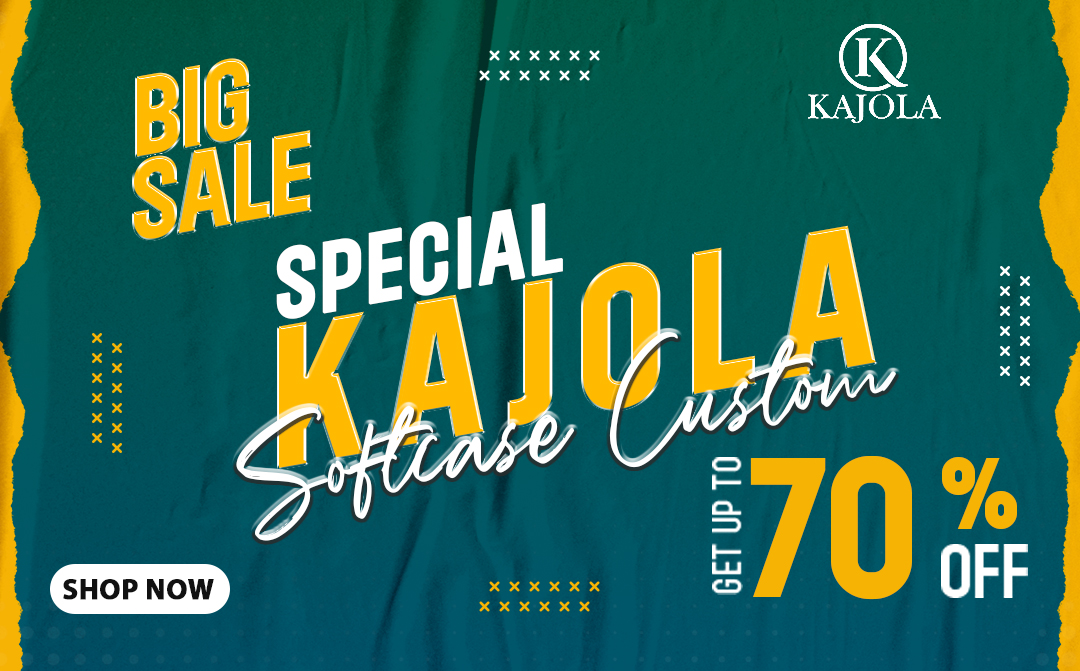 BIG
SALE
K
KAJOLA
SPECIAL
KAJOLA
Softcase Custom
GET UP TO
70%
OFF
SHOP NOW